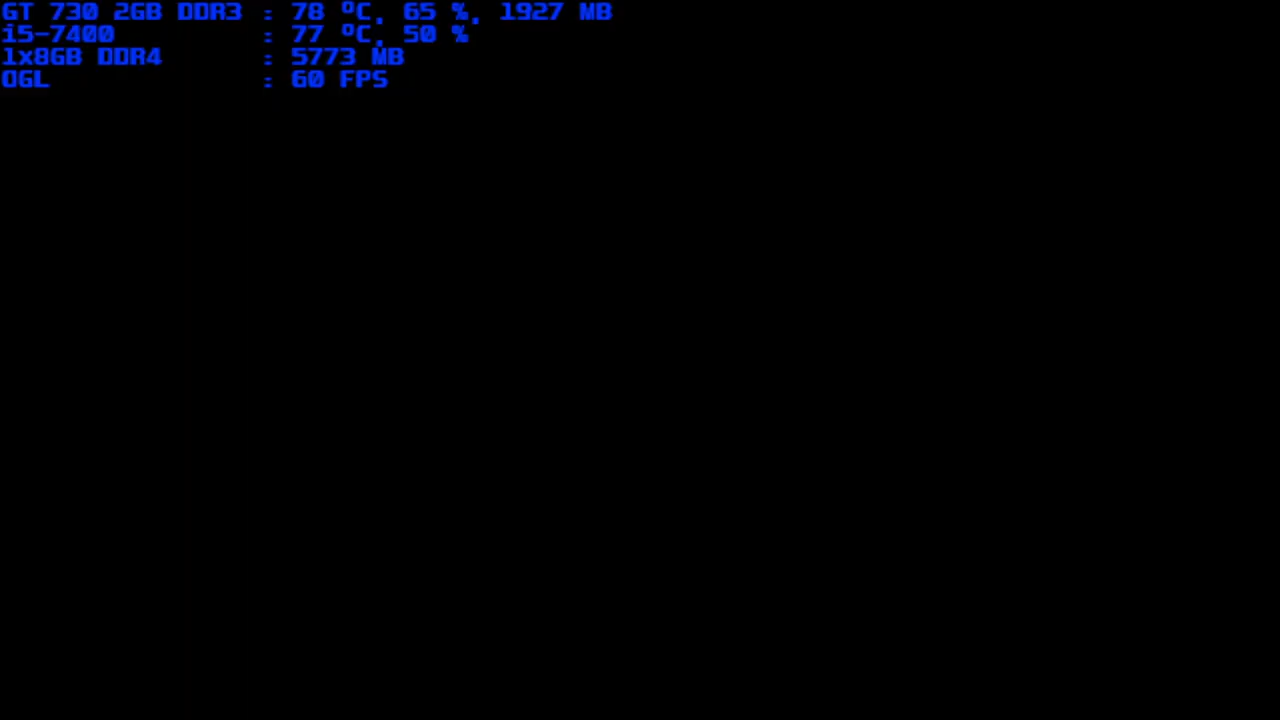 GT 730 2GB DDR3 : 78 ºC, 65 %, 1927 MB
i5-7400 : 77 ºC, 50 %
1x8GB DDR4 : 5773 MB
OGL : 60 FPS